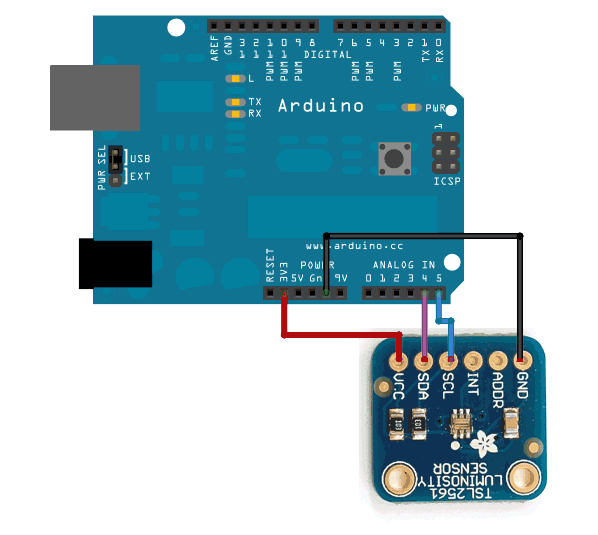 AREF GND 13 12 11 10 9 8 7 6 5 4 3 2 1 0
PWM PWM PWM PWM PWM PWM TX RX
DIGITAL
L
TX
RX
Arduino
PWR
1
ICSP
PWR SEL
USB
EXT
www.arduino.cc
POWER
ANALOG IN
RESET 3V3 5V Gnd 9V 0 1 2 3 4 5
VCC SDA SCL INT ADDR GND
103 103
TSL2561
LUMINOSITY
SENSOR